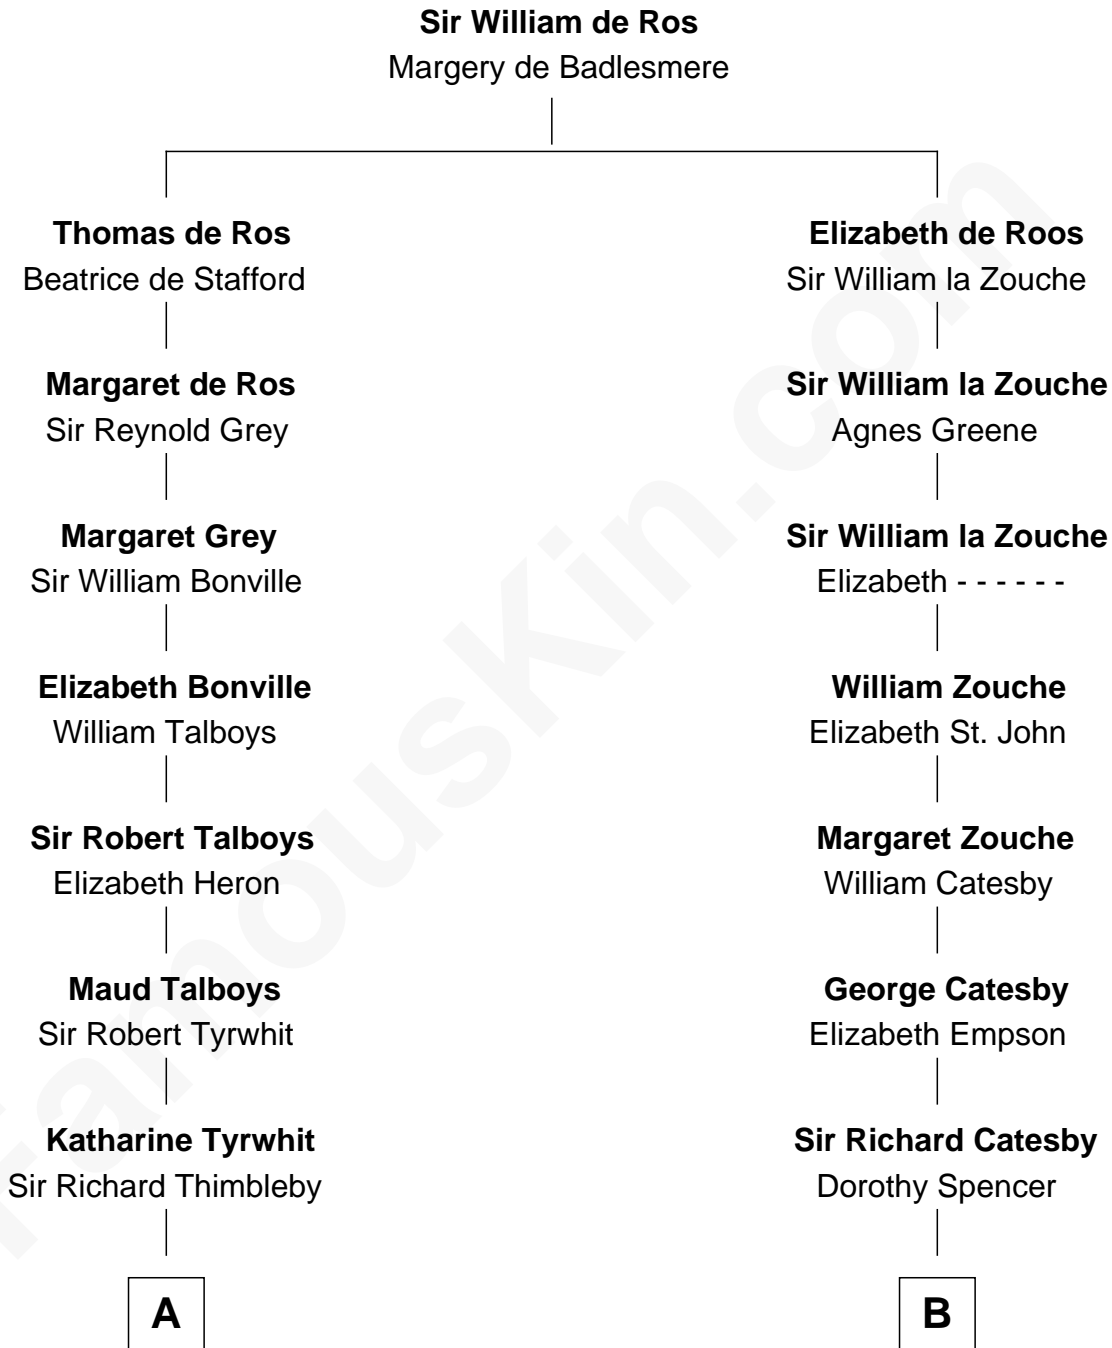 Sir William de Ros
Margery de Badlesmere
Thomas de Ros
Beatrice de Stafford
Elizabeth de Roos
Sir William la Zouche
Margaret de Ros
Sir Reynold Grey
Sir William la Zouche
Agnes Greene
Margaret Grey
Sir William Bonville
Sir William la Zouche
Elizabeth - - - - - -
Elizabeth Bonville
William Talboys
William Zouche
Elizabeth St. John
Sir Robert Talboys
Elizabeth Heron
Margaret Zouche
William Catesby
Maud Talboys
Sir Robert Tyrwhit
George Catesby
Elizabeth Empson
Katharine Tyrwhit
Sir Richard Thimbleby
Sir Richard Catesby
Dorothy Spencer
A
B
FamousKin.com